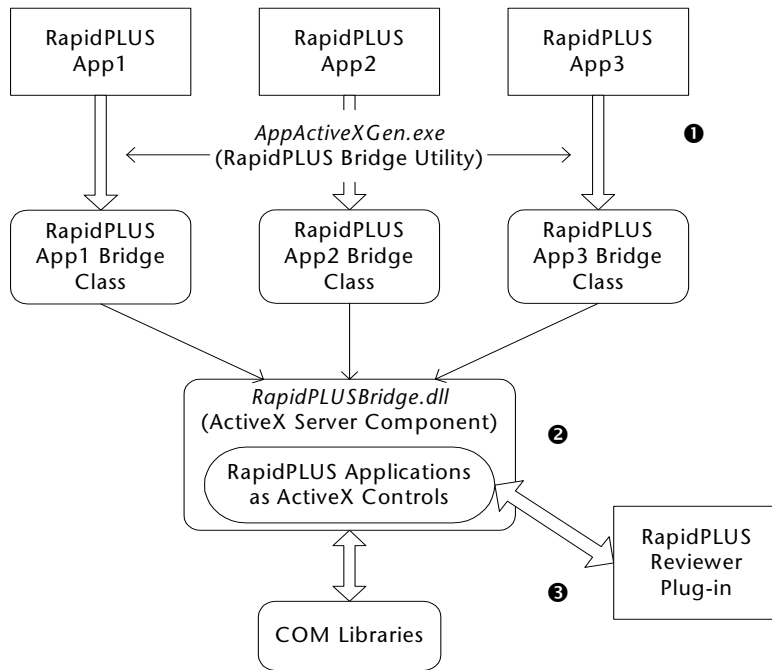 RapidPLUS
App1
RapidPLUS
App2
RapidPLUS
App3
AppActiveXGen.exe
(RapidPLUS Bridge Utility)
❶
RapidPLUS
App1 Bridge
Class
RapidPLUS
App2 Bridge
Class
RapidPLUS
App3 Bridge
Class
RapidPLUSBridge.dll
(ActiveX Server Component)
❷
RapidPLUS Applications
as ActiveX Controls
RapidPLUS
Reviewer
Plug-in
❸
COM Libraries